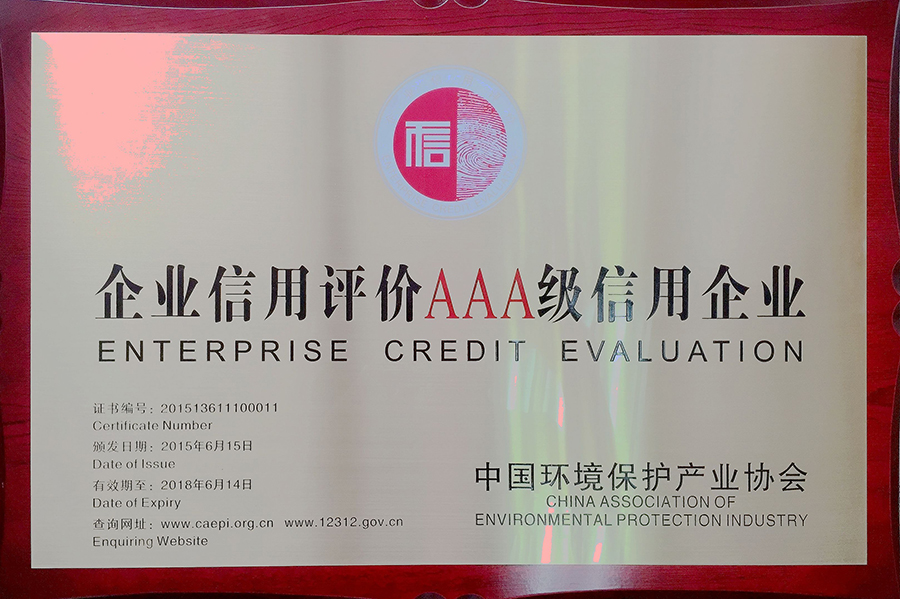 信
企业信用评价AAA级信用企业
ENTERPRISE CREDIT EVALUATION
证书编号：201513611100011
Certificate Number
颁发日期：2015年6月15日
Date of Issue
有效期至：2018年6月14日
Date of Expiry
查询网址：www.caepi.org.cn www.12312.gov.cn
Enquiring Website
中国环境保护产业协会
CHINA ASSOCIATION OF
ENVIRONMENTAL PROTECTION INDUSTRY